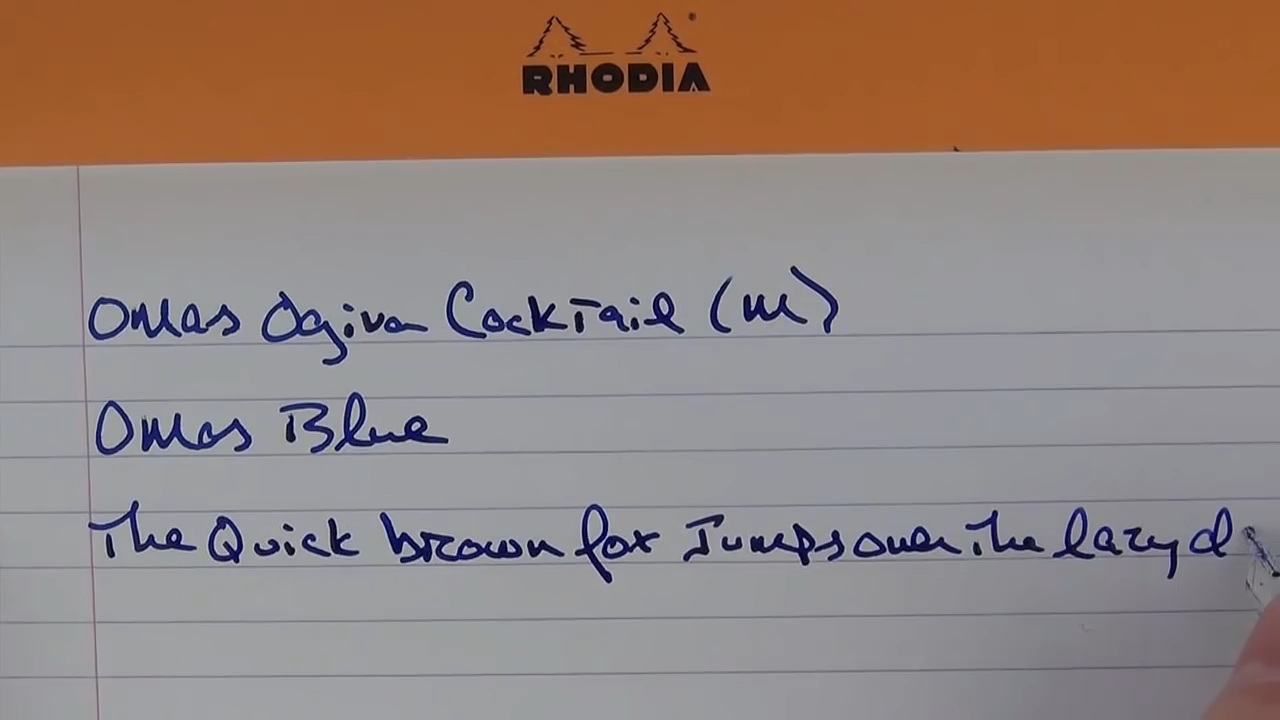 RHODIA
Omas Ogiva Cocktail (M)
Omas Blue
The Quick brown fox Jumps over The lazy d